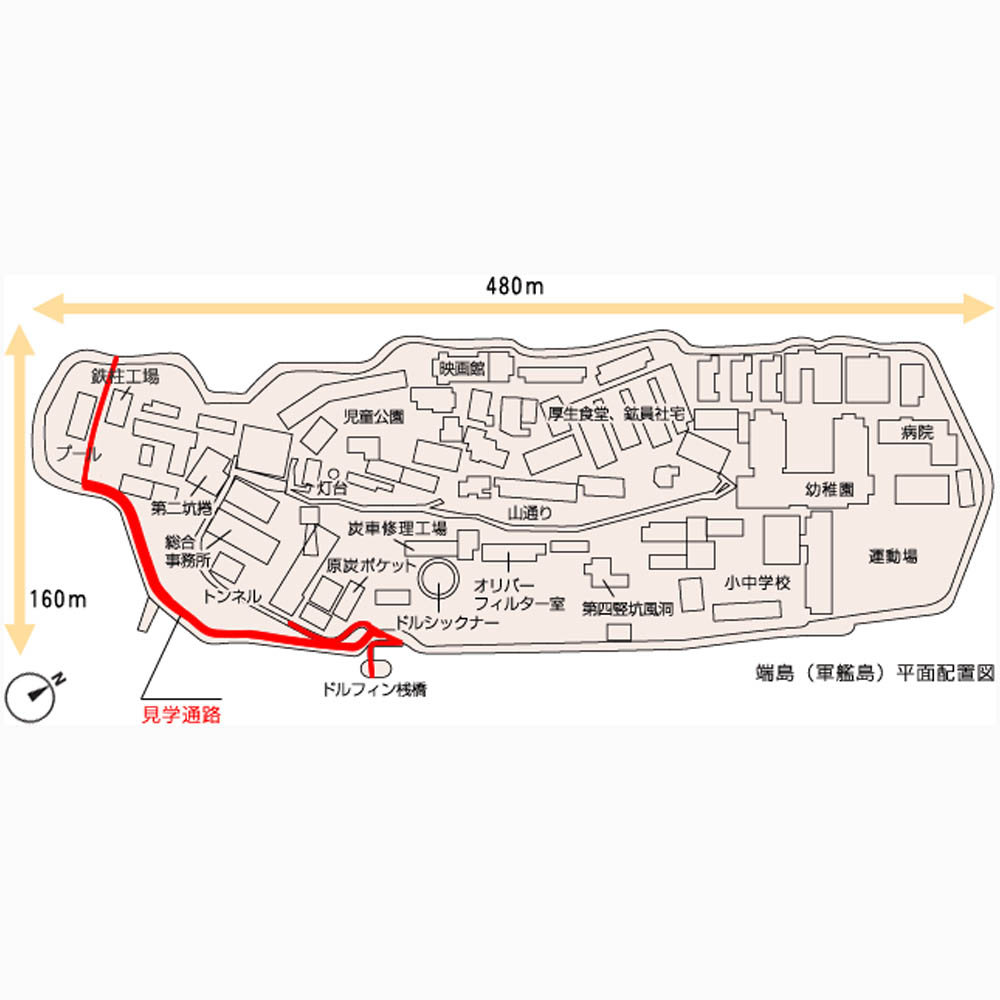 480m
映画館
鉄柱工場
児童公園
厚生食堂、鉱員社宅
病院
プール
灯台
幼稚園
第二坑捲
山通り
炭車修理工場
総合
事務所
原炭ポケット
運動場
オリバー
フィルター室
小中学校
160m
トンネル
第四竪坑風洞
ドルシックナー
N
端島（軍艦島）平面配置図
ドルフィン桟橋
見学通路